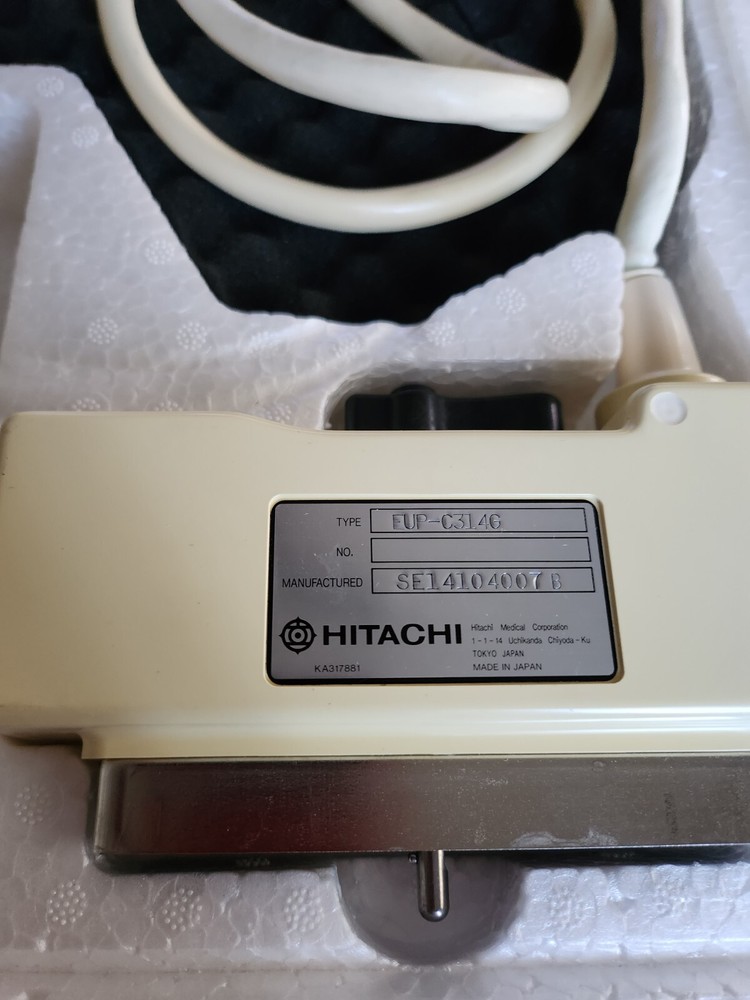 TYPE EUP-C314G
NO.
MANUFACTURED SE14104007B
HITACHI
Hitachi Medical Corporation
1-1-14 Uchikanda Chiyoda-Ku
TOKYO JAPAN
KA317881 MADE IN JAPAN